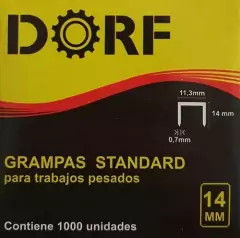 DORF
11,3mm
14 mm
0,7mm
GRAMPAS STANDARD
para trabajos pesados
14
MM
Contiene 1000 unidades